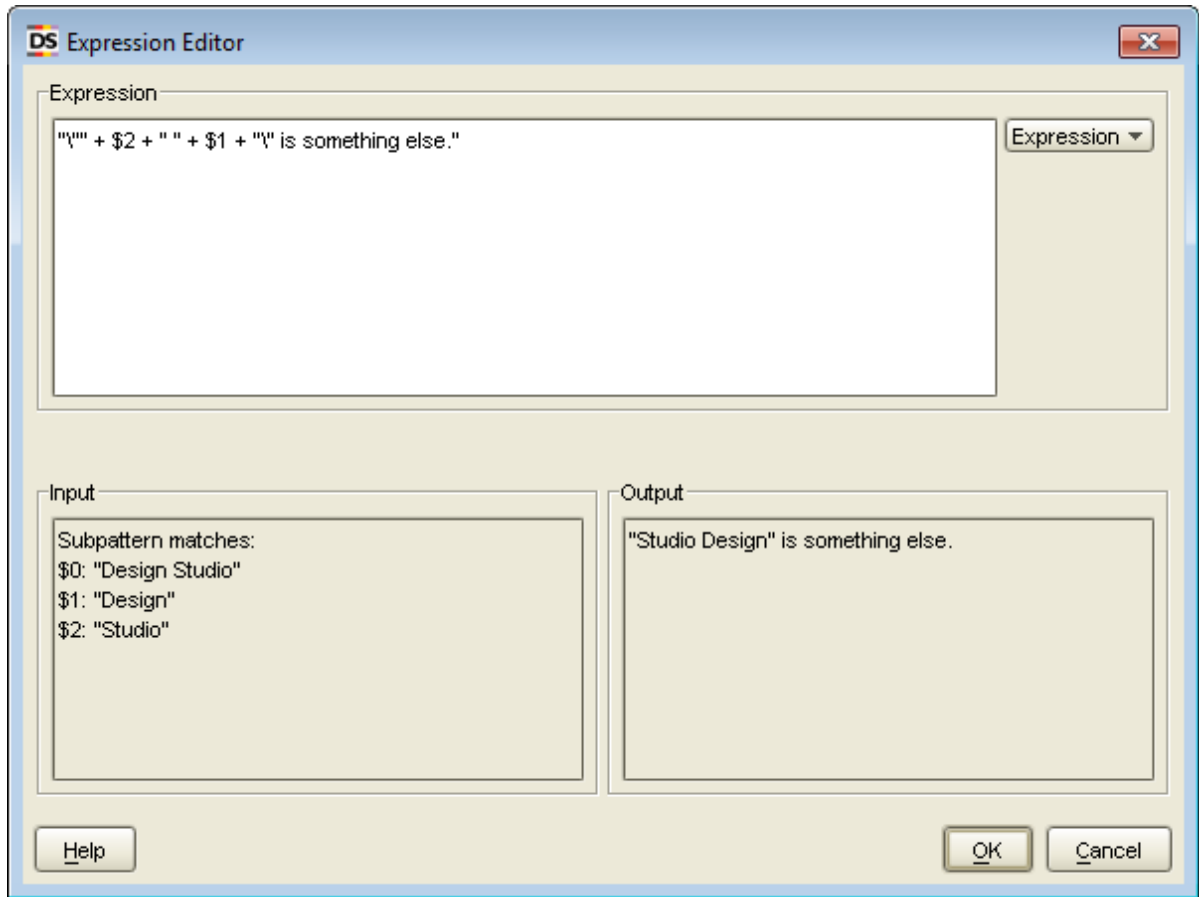 DS Expression Editor
Expression
"\"" + $2 + " " + $1 + "\" is something else."
Expression
Input
Subpattern matches:
$0: "Design Studio"
$1: "Design"
$2: "Studio"
Output
"Studio Design" is something else.
Help
OK
Cancel